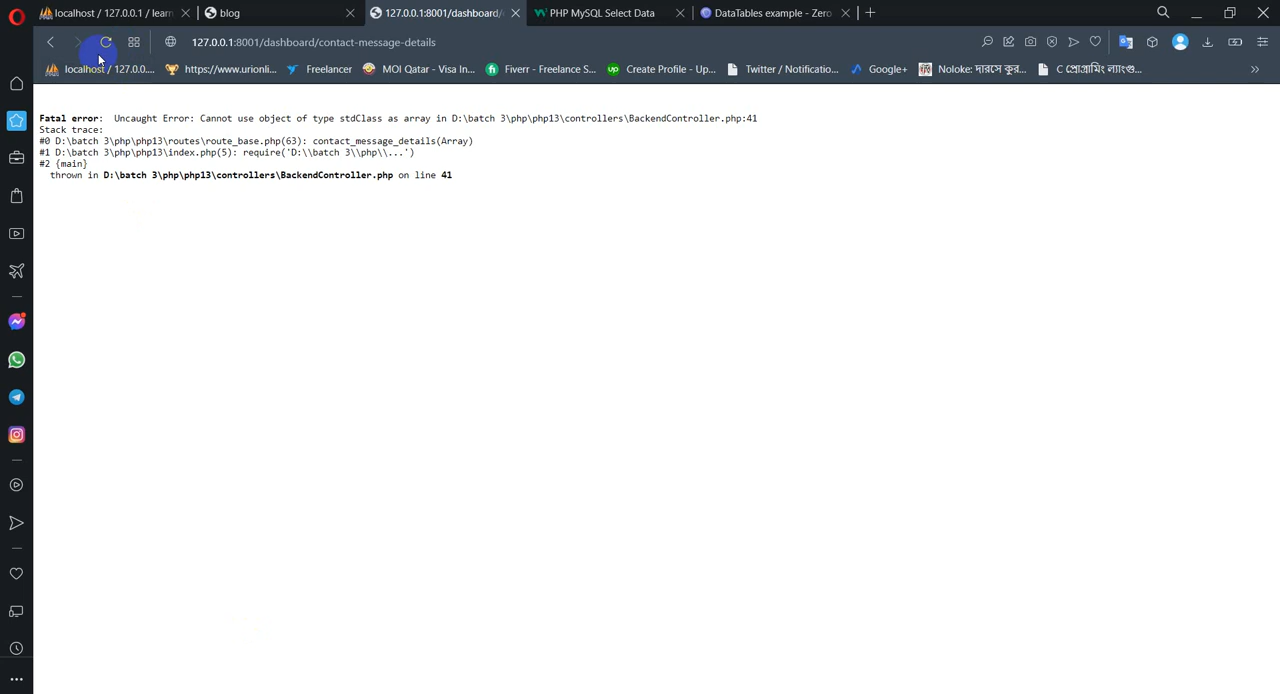 localhost / 127.0.0.1 / learn
blog
127.0.0.1:8001/dashboard/
PHP MySQL Select Data
DataTables example - Zero
127.0.0.1:8001/dashboard/contact-message-details
localhost / 127.0.0....
https://www.urionli...
Freelancer
MOI Qatar - Visa In...
Fiverr - Freelance S...
Create Profile - Up...
Twitter / Notificatio...
Google+
Noloke: দারসে কুর...
C প্রোগ্রামিং ল্যাংগু...
Fatal error: Uncaught Error: Cannot use object of type stdClass as array in D:\batch 3\php\php13\controllers\BackendController.php:41
Stack trace:
#0 D:\batch 3\php\php13\routes\route_base.php(63): contact_message_details(Array)
#1 D:\batch 3\php\php13\index.php(5): require('D:\\batch 3\\php\\...')
#2 {main}
thrown in D:\batch 3\php\php13\controllers\BackendController.php on line 41